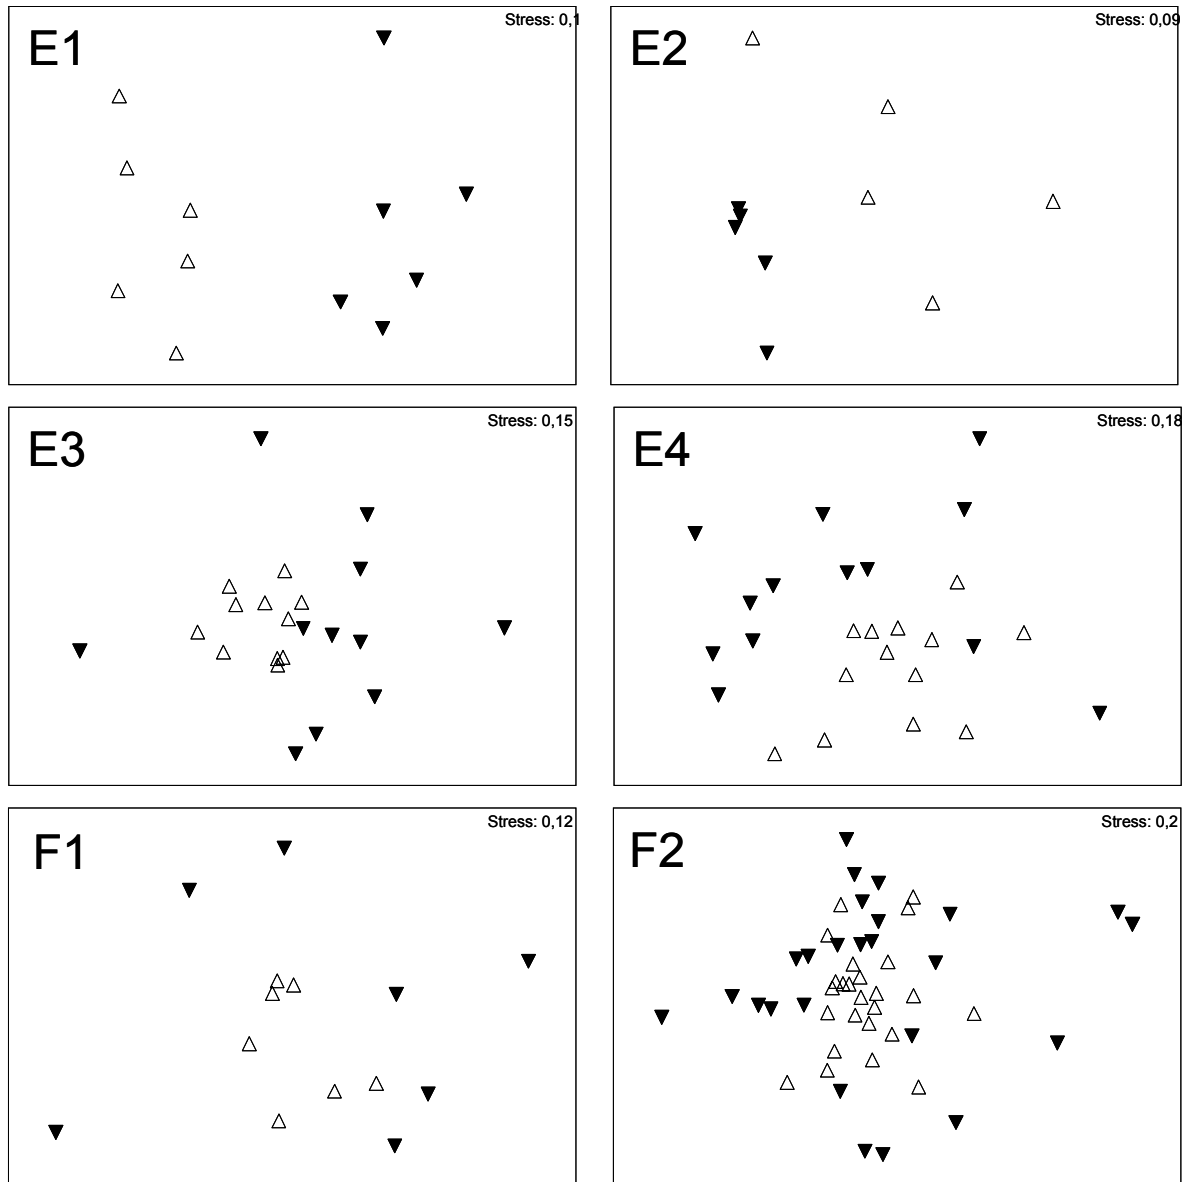 E1
Stress: 0,1
E2
Stress: 0,09
E3
Stress: 0,15
E4
Stress: 0,18
F1
Stress: 0,12
F2
Stress: 0,2